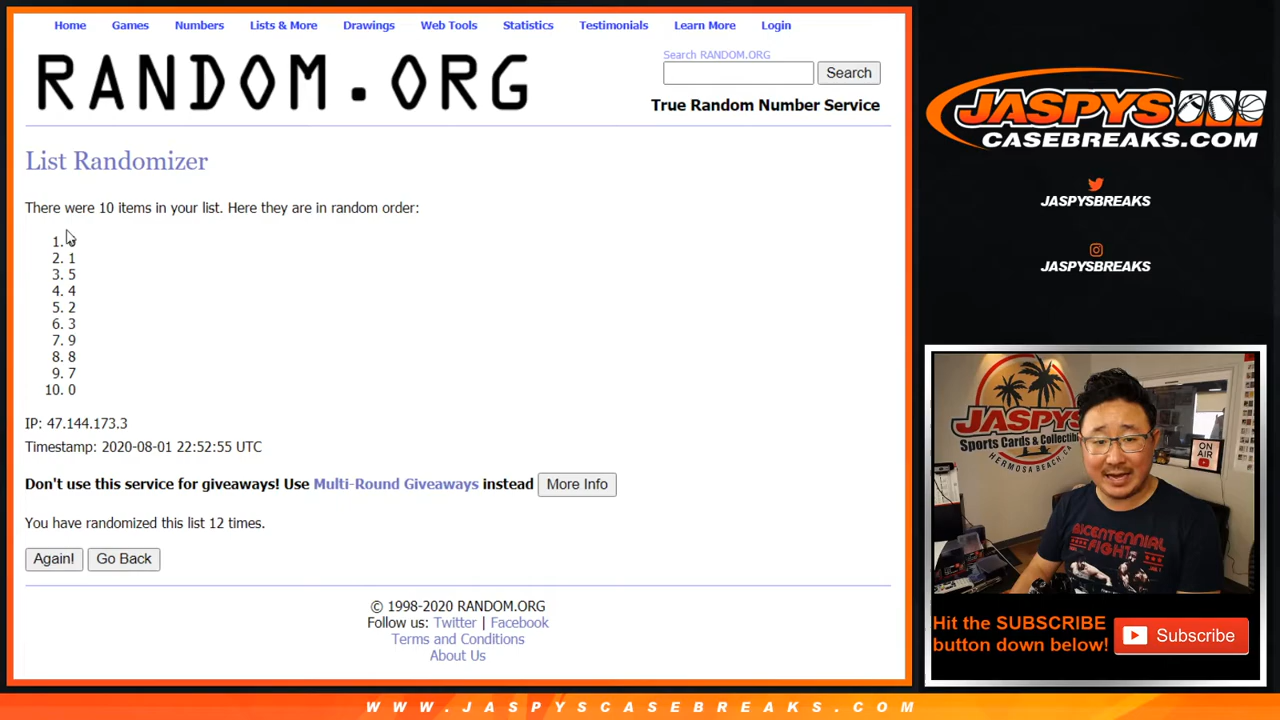 Home Games Numbers Lists & More Drawings Web Tools Statistics Testimonials Learn More Login
RANDOM.ORG
Search RANDOM.ORG
Search
True Random Number Service
List Randomizer
There were 10 items in your list. Here they are in random order:
1.
2. 1
3. 5
4. 4
5. 2
6. 3
7. 9
8. 8
9. 7
10. 0
IP: 47.144.173.3
Timestamp: 2020-08-01 22:52:55 UTC
Don't use this service for giveaways! Use Multi-Round Giveaways instead More Info
You have randomized this list 12 times.
Again! Go Back
© 1998-2020 RANDOM.ORG
Follow us: Twitter | Facebook
Terms and Conditions
About Us
JASPYS
CASEBREAKS.COM
JASPYSBREAKS
JASPYSBREAKS
JASPYS
Sports Cards & Collectibl
HERMOSA BEACH, CA
ON
AIR
BICENTENNIAL
FIGHT
Hit the SUBSCRIBE
button down below!
Subscribe
WWW.JASPYSCASEBREAKS.COM